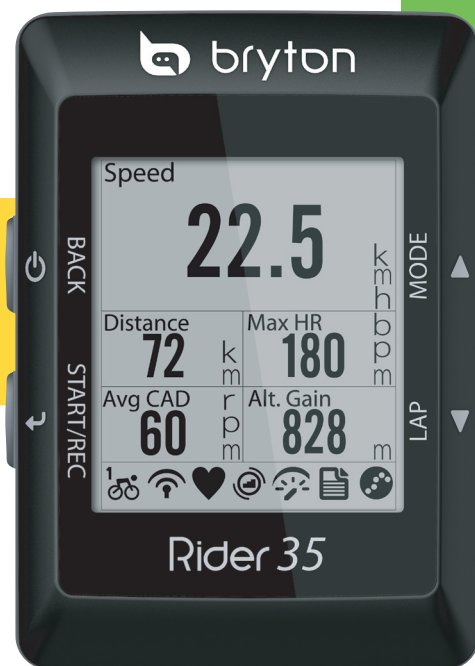 bryton
Speed
22.5 kmh
Distance
72 km
Max HR
180 bpm
Avg CAD
60 rpm
Alt. Gain
828 m
1
BACK
START/REC
MODE
LAP
Rider 35